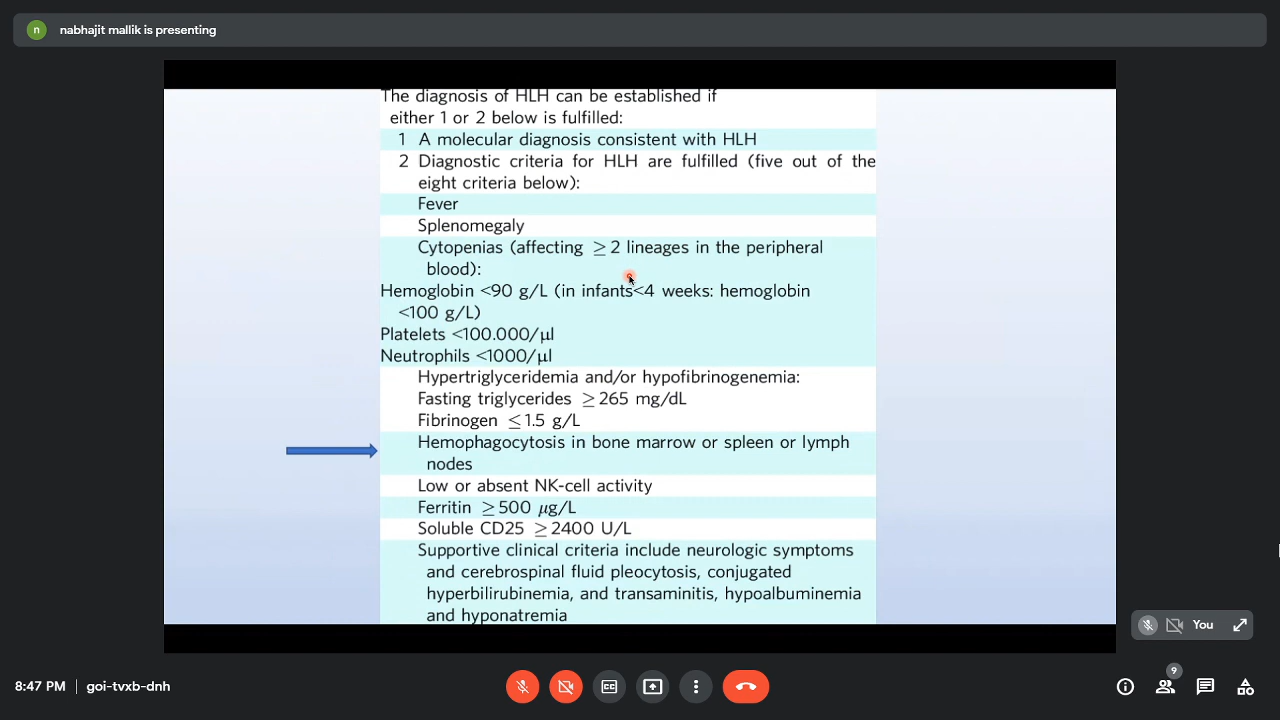 n nabhajit mallik is presenting
The diagnosis of HLH can be established if
either 1 or 2 below is fulfilled:
1 A molecular diagnosis consistent with HLH
2 Diagnostic criteria for HLH are fulfilled (five out of the
eight criteria below):
Fever
Splenomegaly
Cytopenias (affecting ≥2 lineages in the peripheral
blood):
Hemoglobin <90 g/L (in infants<4 weeks: hemoglobin
<100 g/L)
Platelets <100.000/μl
Neutrophils <1000/μl
Hypertriglyceridemia and/or hypofibrinogenemia:
Fasting triglycerides ≥265 mg/dL
Fibrinogen ≤1.5 g/L
Hemophagocytosis in bone marrow or spleen or lymph
nodes
Low or absent NK-cell activity
Ferritin ≥500 μg/L
Soluble CD25 ≥2400 U/L
Supportive clinical criteria include neurologic symptoms
and cerebrospinal fluid pleocytosis, conjugated
hyperbilirubinemia, and transaminitis, hypoalbuminemia
and hyponatremia
You
8:47 PM | goi-tvxb-dnh
CC
9